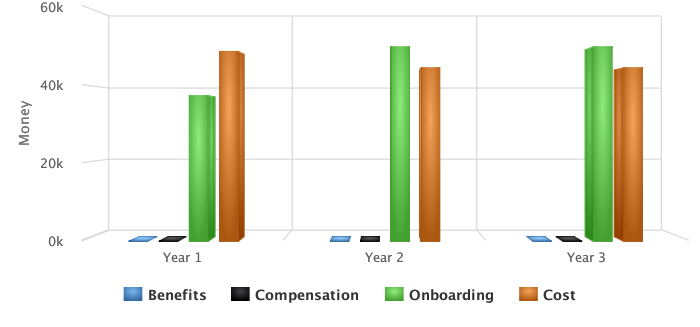 60k
40k
20k
0k
Money
Year 1 Year 2 Year 3
Benefits Compensation Onboarding Cost